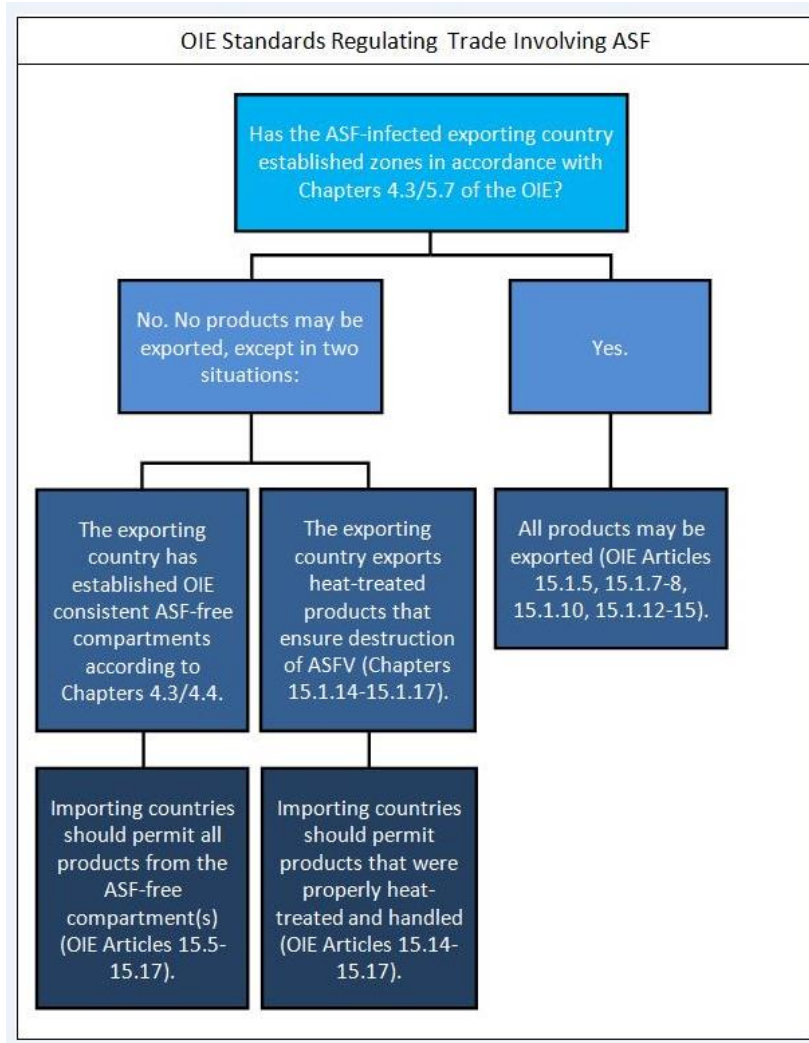 OIE Standards Regulating Trade Involving ASF
Has the ASF-infected exporting country
established zones in accordance with
Chapters 4.3/5.7 of the OIE?
No. No products may be
exported, except in two
situations:
Yes.
The exporting
country has
established OIE
consistent ASF-free
compartments
according to
Chapters 4.3/4.4.
The exporting
country exports
heat-treated
products that
ensure destruction
of ASFV (Chapters
15.1.14-15.1.17).
All products may be
exported (OIE Articles
15.1.5, 15.1.7-8,
15.1.10, 15.1.12-15).
Importing countries
should permit all
products from the
ASF-free
compartment(s)
(OIE Articles 15.5-
15.17).
Importing countries
should permit
products that were
properly heat-
treated and handled
(OIE Articles 15.14-
15.17).